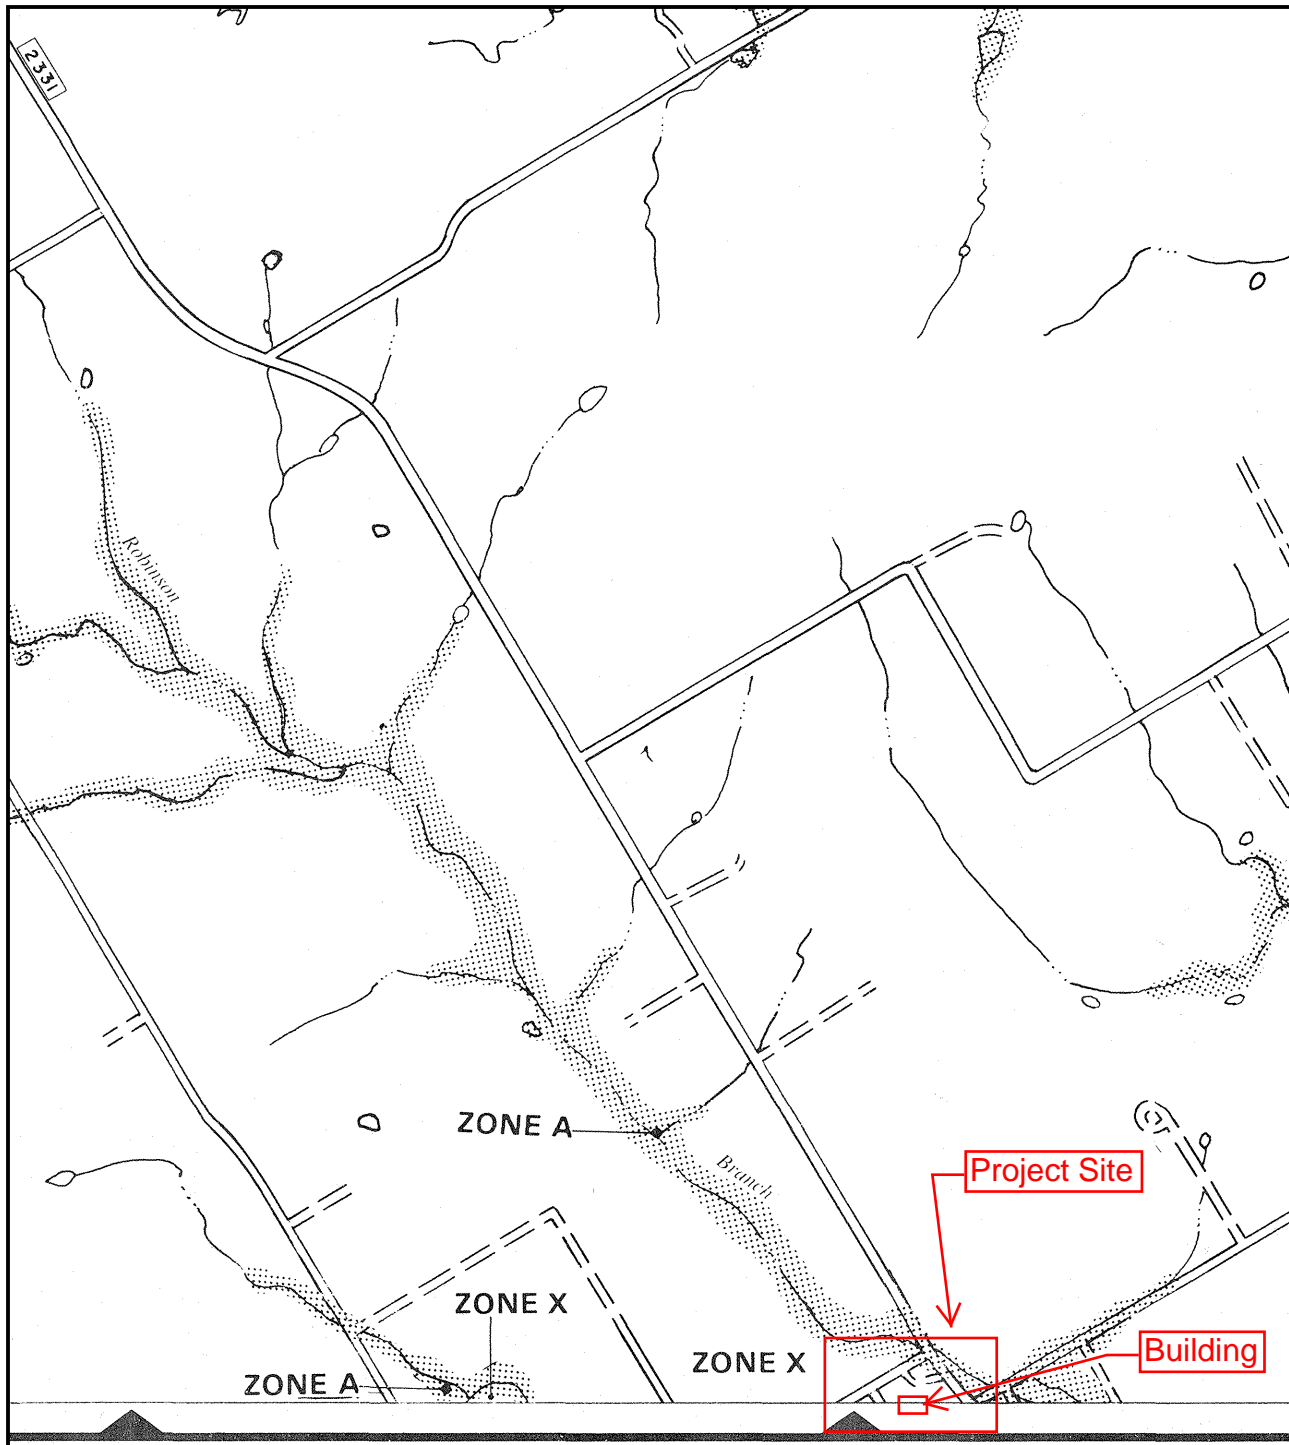 2331
Robinson
ZONE A
Branch
Project Site
ZONE X
Building
ZONE X
ZONE A